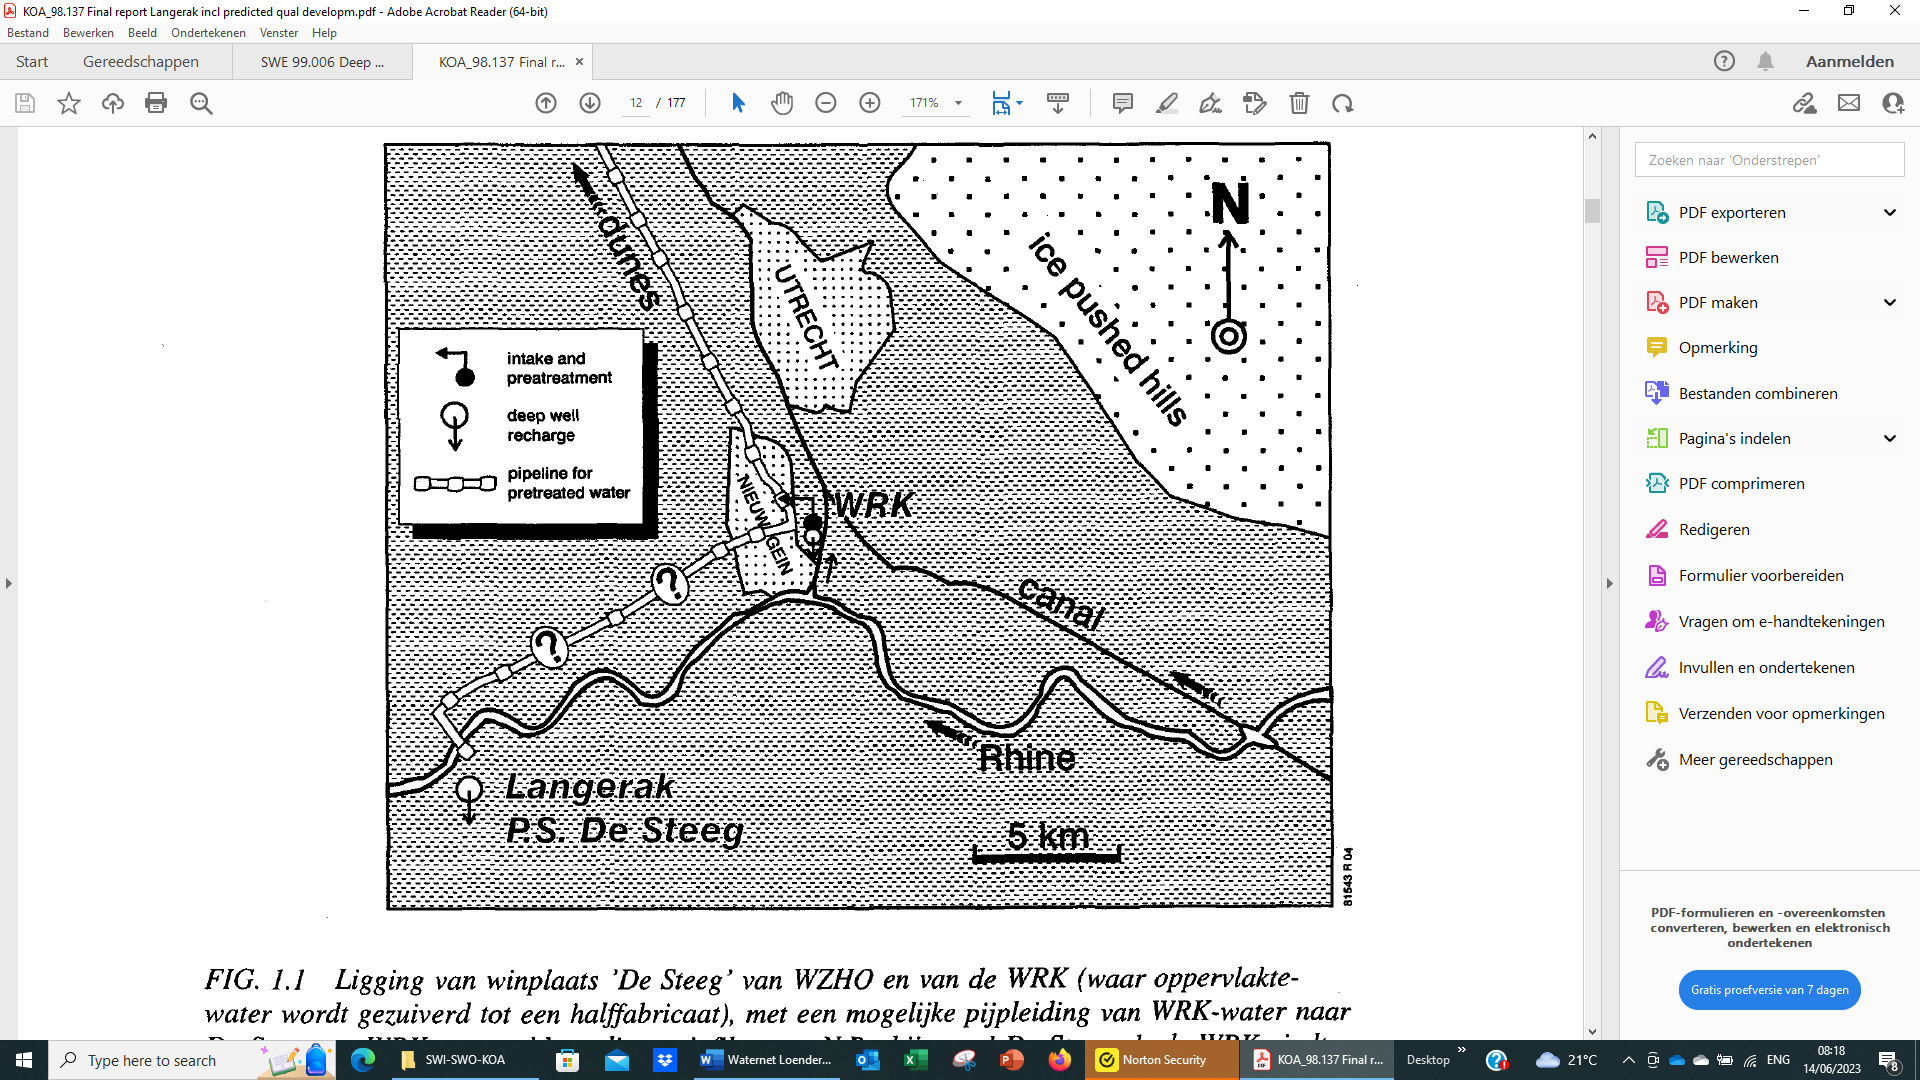 KOA_98.137 Final report Langerak incl predicted qual developm.pdf - Adobe Acrobat Reader (64-bit)
Bestand Bewerken Beeld Ondertekenen Venster Help
Start Gereedschappen SWE 99.006 Deep ... KOA_98.137 Final r... × Aanmelden
12 / 177 171%
N
dunes
UTRECHT
ice pushed hills
intake and
preatreatment
deep well
recharge
pipeline for
pretreated water
NIEUWEGEIN
WRK
?
?
canal
Rhine
Langerak
P.S. De Steeg
5 km
81543 R 04
FIG. 1.1 Ligging van winplaats 'De Steeg' van WZHO en van de WRK (waar oppervlakte-
water wordt gezuiverd tot een halffabricaat), met een mogelijke pijpleiding van WRK-water naar
Zoeken naar 'Onderstrepen'
PDF exporteren
PDF bewerken
PDF maken
Opmerking
Bestanden combineren
Pagina's indelen
PDF comprimeren
Redigeren
Formulier voorbereiden
Vragen om e-handtekeningen
Invullen en ondertekenen
Verzenden voor opmerkingen
Meer gereedschappen
PDF-formulieren en -overeenkomsten
converteren, bewerken en elektronisch
ondertekenen
Gratis proefversie van 7 dagen
Type here to search
SWI-SWO-KOA
Waternet Loender...
Norton Security
KOA_98.137 Final r...
Desktop
21°C
ENG
08:18
14/06/2023
8